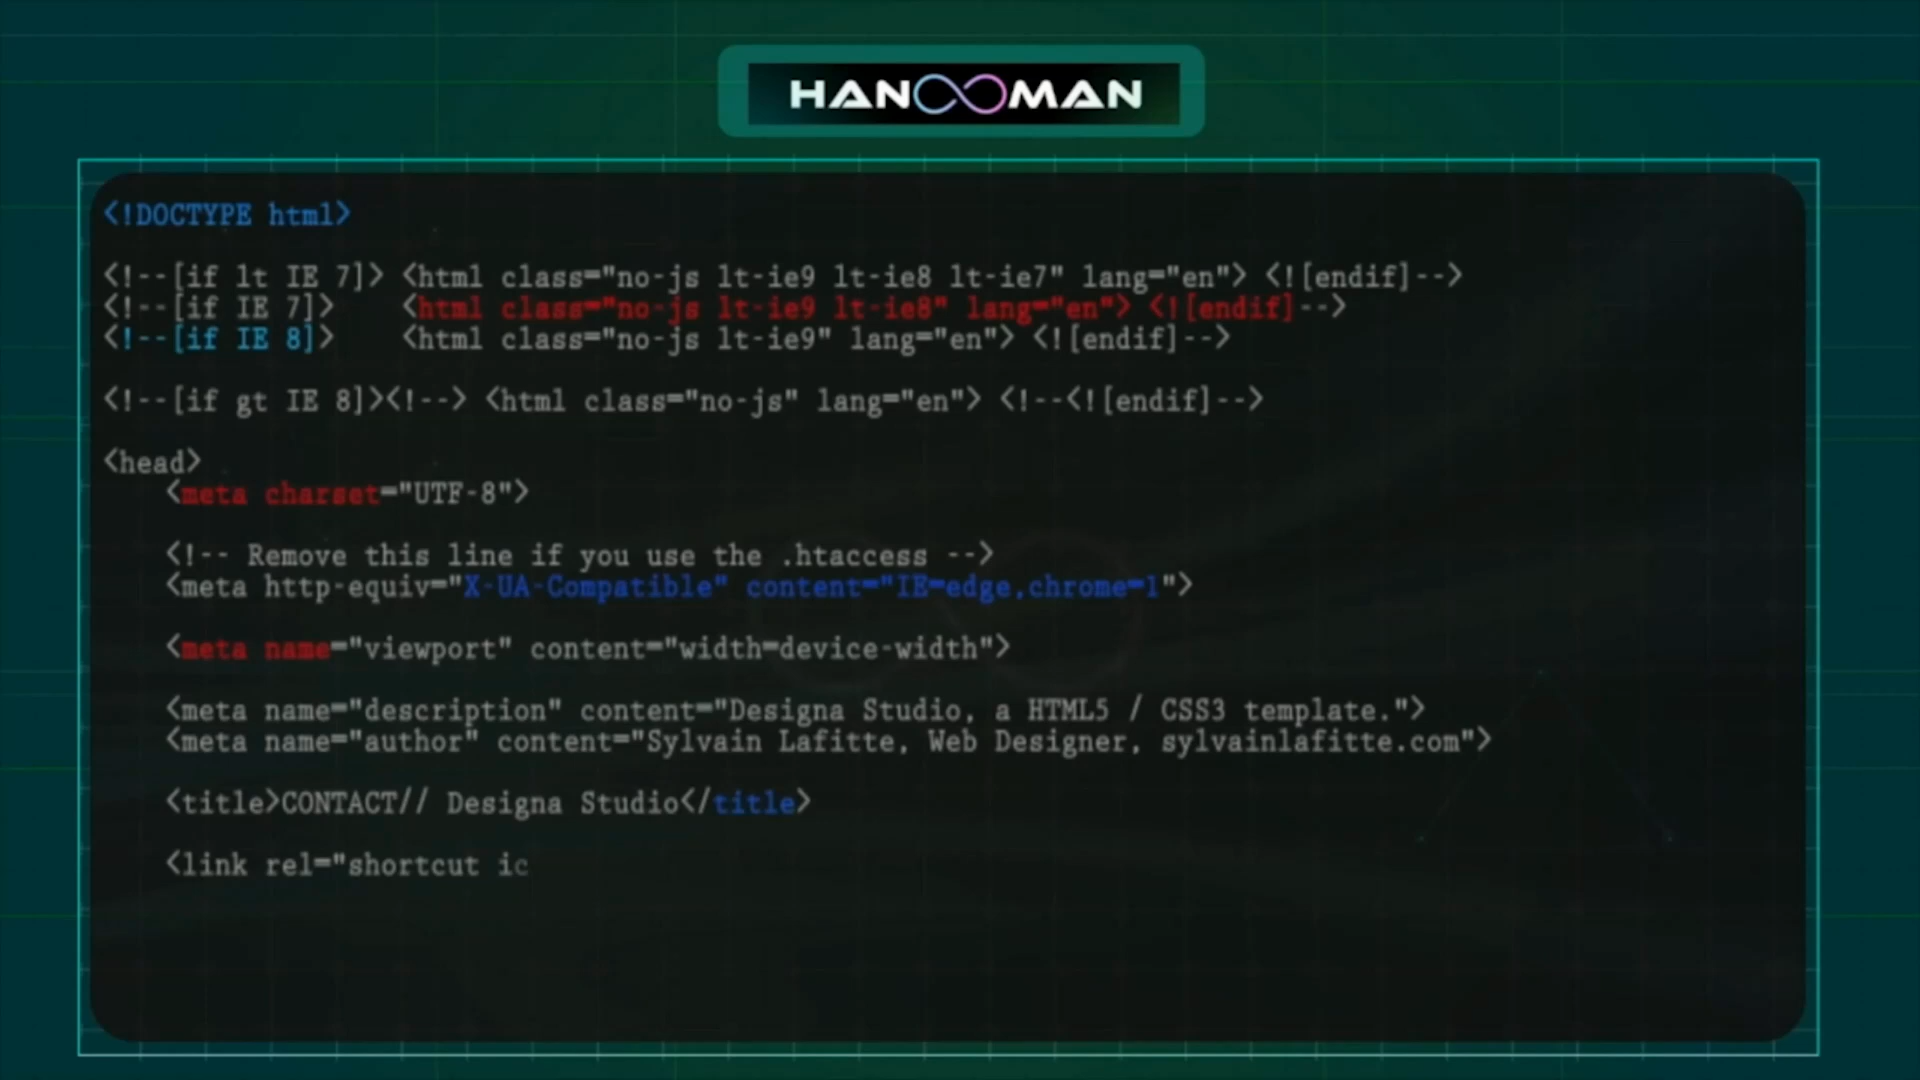 HANOOMAN
<!DOCTYPE html>
<!--[if lt IE 7]> <html class="no-js lt-ie9 lt-ie8 lt-ie7" lang="en"> <![endif]-->
<!--[if IE 7]>    <html class="no-js lt-ie9 lt-ie8" lang="en"> <![endif]-->
<!--[if IE 8]>    <html class="no-js lt-ie9" lang="en"> <![endif]-->
<!--[if gt IE 8]><!--> <html class="no-js" lang="en"> <!--<![endif]-->
<head>
<meta charset="UTF-8">
<!-- Remove this line if you use the .htaccess -->
<meta http-equiv="X-UA-Compatible" content="IE=edge,chrome=1">
<meta name="viewport" content="width=device-width">
<meta name="description" content="Designa Studio, a HTML5 / CSS3 template.">
<meta name="author" content="Sylvain Lafitte, Web Designer, sylvainlafitte.com">
<title>CONTACT// Designa Studio</title>
<link rel="shortcut ic